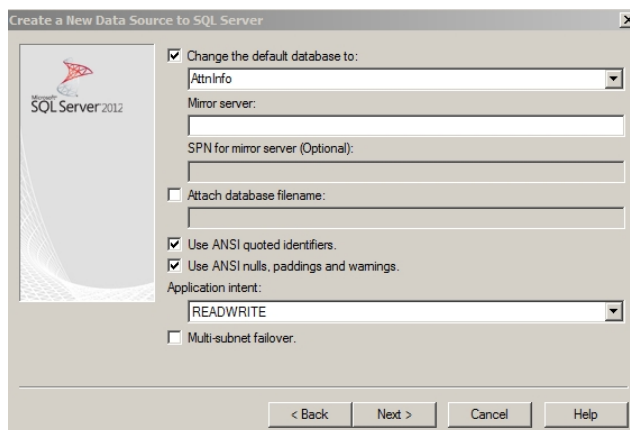 Create a New Data Source to SQL Server
Microsoft®
SQL Server 2012
Change the default database to:
AttnInfo
Mirror server:
SPN for mirror server (Optional):
Attach database filename:
Use ANSI quoted identifiers.
Use ANSI nulls, paddings and warnings.
Application intent:
READWRITE
Multi-subnet failover.
< Back
Next >
Cancel
Help